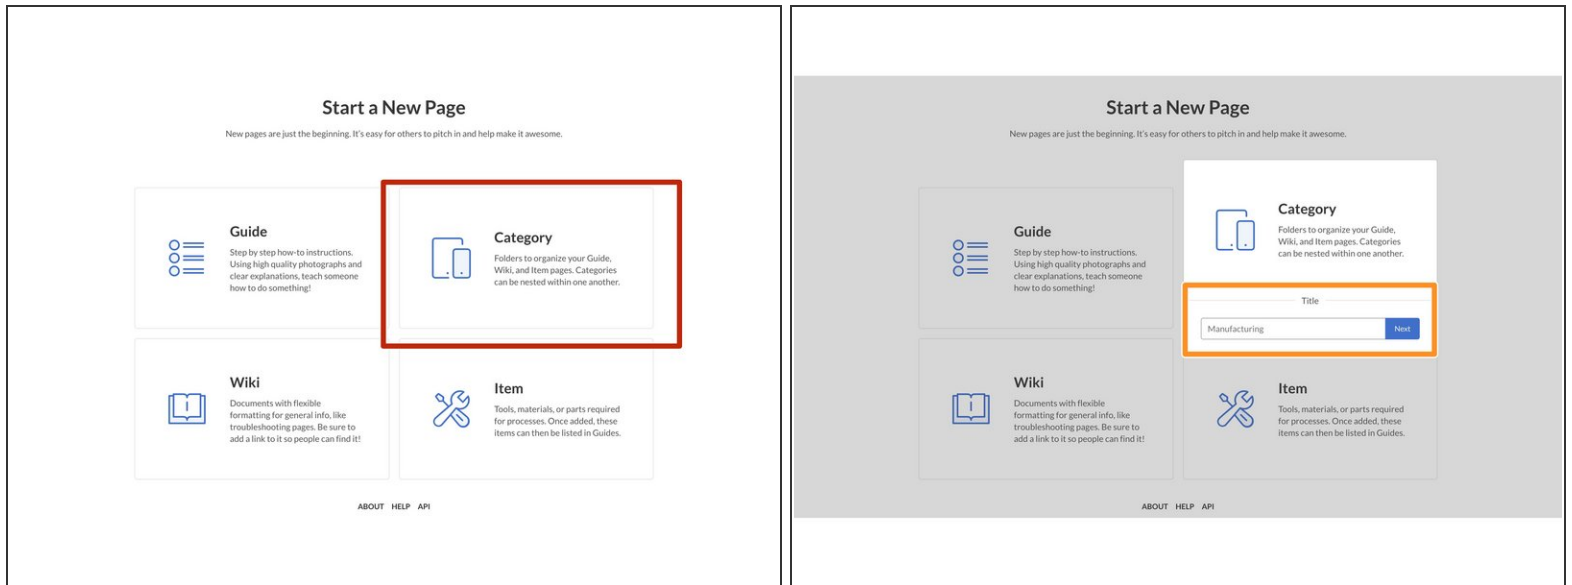 Start a New Page
New pages are just the beginning. It's easy for others to pitch in and help make it awesome.
Guide
Step by step how-to instructions.
Using high quality photographs and
clear explanations, teach someone
how to do something!
Category
Folders to organize your Guide,
Wiki, and Item pages. Categories
can be nested within one another.
Wiki
Documents with flexible
formatting for general info, like
troubleshooting pages. Be sure to
add a link to it so people can find it!
Item
Tools, materials, or parts required
for processes. Once added, these
items can then be listed in Guides.
ABOUT HELP API
Start a New Page
New pages are just the beginning. It's easy for others to pitch in and help make it awesome.
Guide
Step by step how-to instructions.
Using high quality photographs and
clear explanations, teach someone
how to do something!
Category
Folders to organize your Guide,
Wiki, and Item pages. Categories
can be nested within one another.
Title
Manufacturing
Next
Wiki
Documents with flexible
formatting for general info, like
troubleshooting pages. Be sure to
add a link to it so people can find it!
Item
Tools, materials, or parts required
for processes. Once added, these
items can then be listed in Guides.
ABOUT HELP API